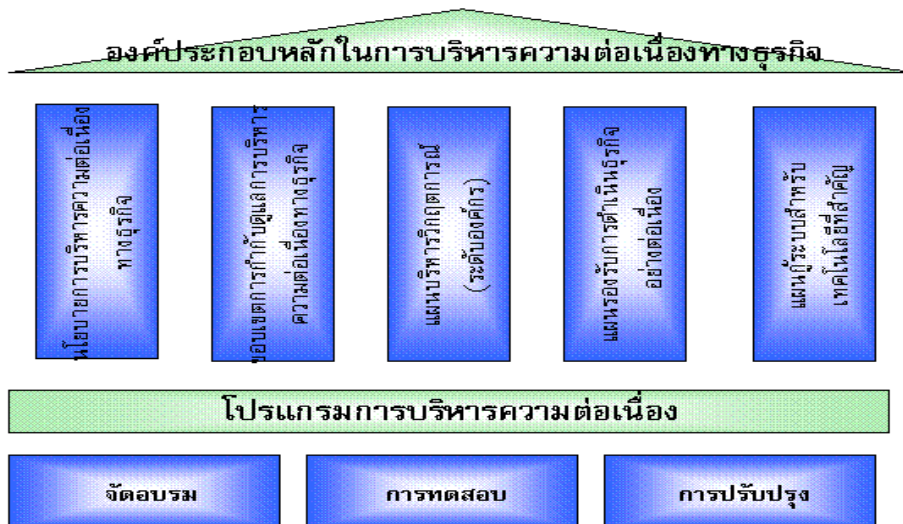 องค์ประกอบหลักในการบริหารความต่อเนื่องทางธุรกิจ
นโยบายการบริหารความต่อเนื่อง
ทางธุรกิจ
ขอบเขตการกำกับดูแลการบริหาร
ความต่อเนื่องทางธุรกิจ
แผนบริหารวิกฤตการณ์
(ระดับองค์กร)
แผนรองรับการดำเนินธุรกิจ
อย่างต่อเนื่อง
แผนกู้ระบบสำหรับ
เทคโนโลยีที่สำคัญ
โปรแกรมการบริหารความต่อเนื่อง
จัดอบรม
การทดสอบ
การปรับปรุง